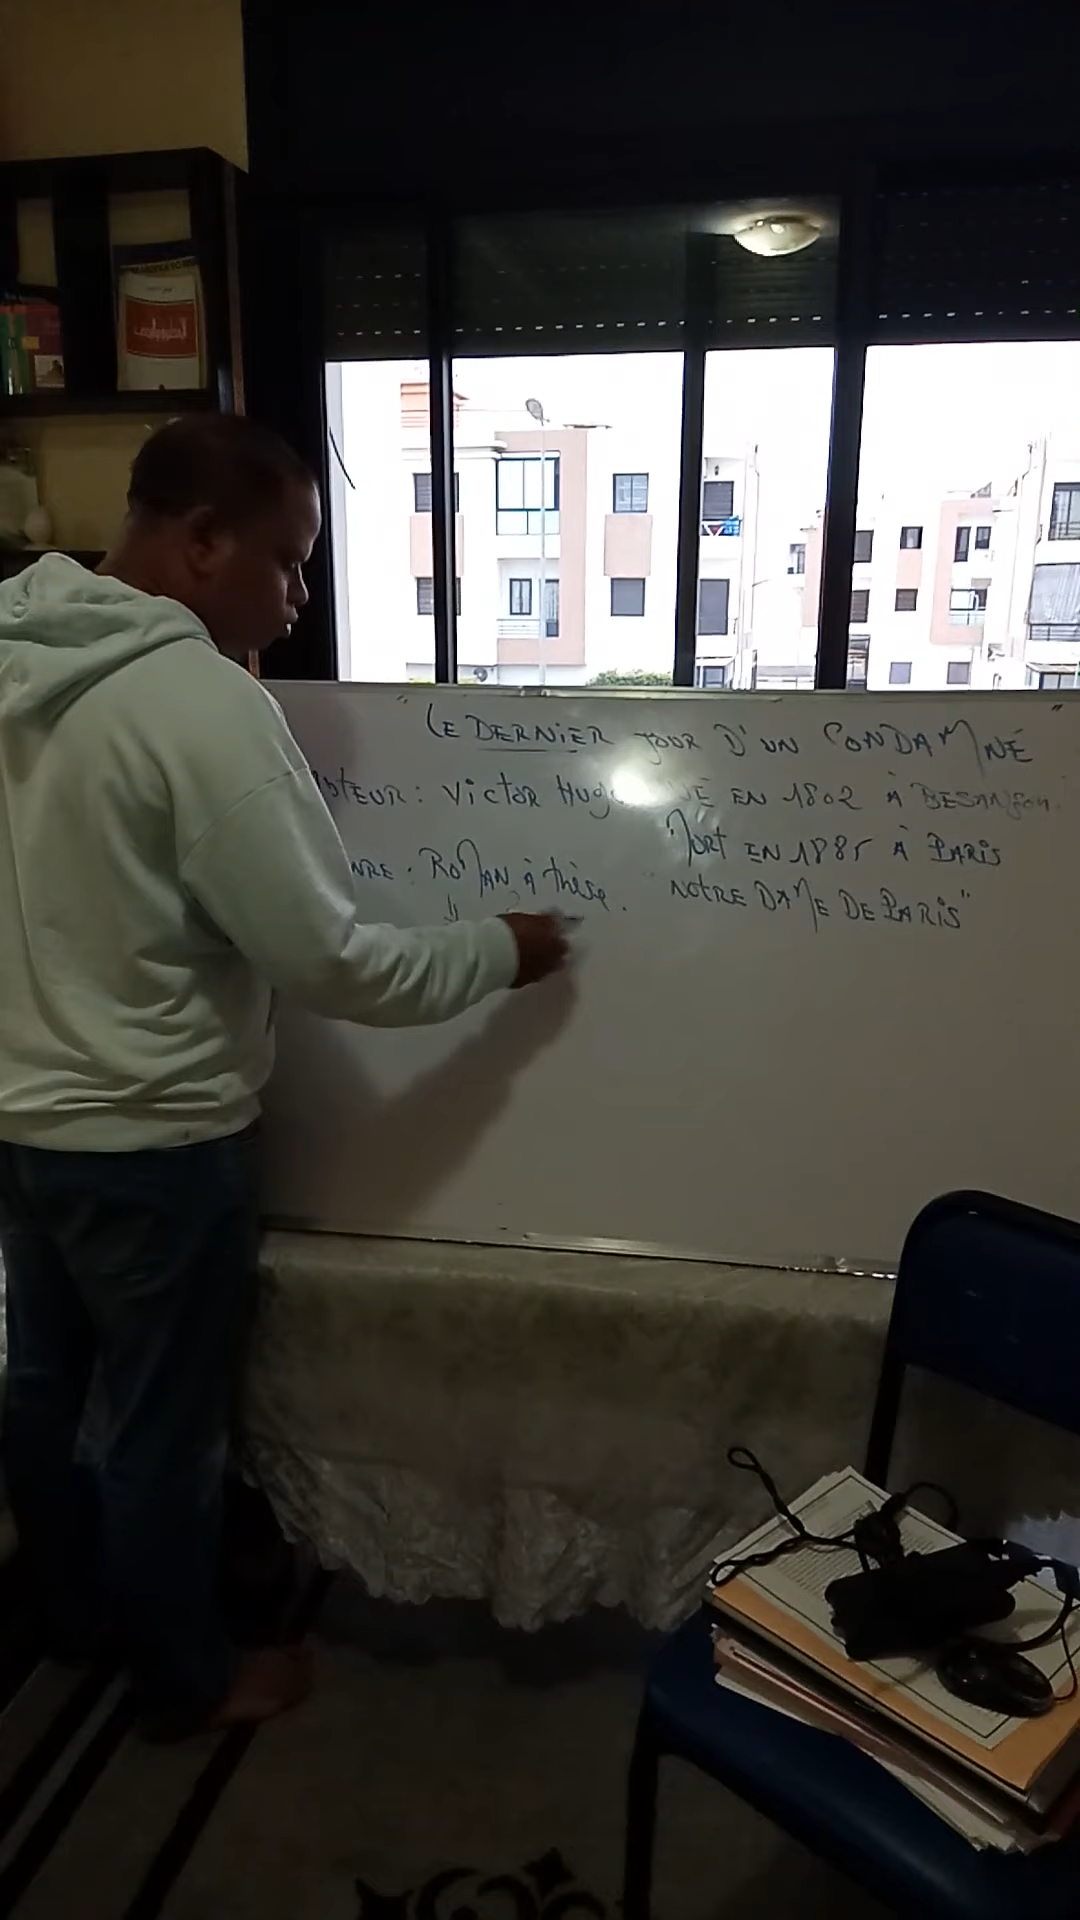 "LE DERNIER JOUR D'UN CONDAMNÉ"
UTEUR : Victor Hugo NÉ EN 1802 À BESANÇON.
MORT EN 1885 À PARIS
NRE : ROMAN À thèse. "NOTRE DAME DE PARIS"